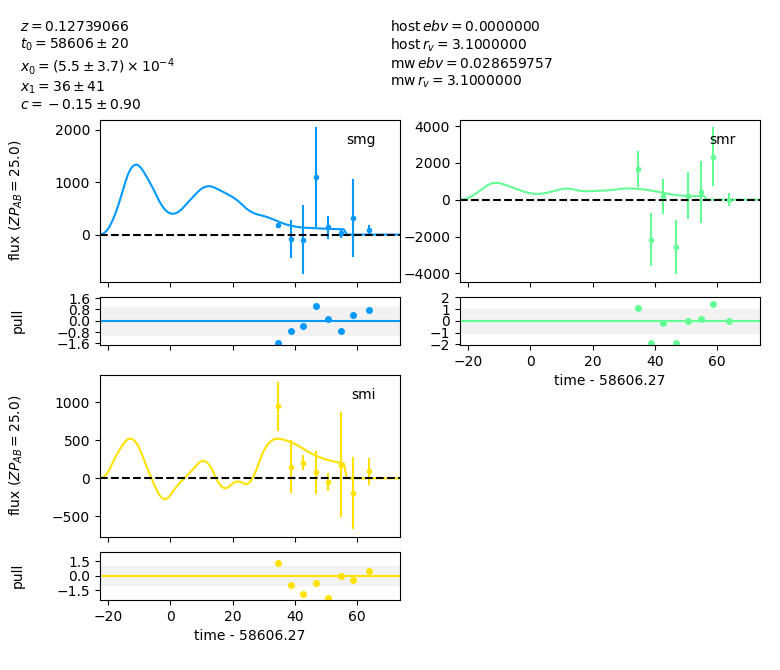 z = 0.12739066
t₀ = 58606 ± 20
x₀ = (5.5 ± 3.7) × 10⁻⁴
x₁ = 36 ± 41
c = −0.15 ± 0.90
host ebv = 0.0000000
host r_v = 3.1000000
mw ebv = 0.028659757
mw r_v = 3.1000000
smg
flux (ZP_AB = 25.0)
2000
1000
0
pull
1.6
0.8
0.0
−0.8
−1.6
smr
4000
2000
0
−2000
−4000
2
1
0
−1
−2
−20 0 20 40 60
time - 58606.27
smi
flux (ZP_AB = 25.0)
1000
500
0
−500
pull
1.5
0.0
−1.5
−20 0 20 40 60
time - 58606.27